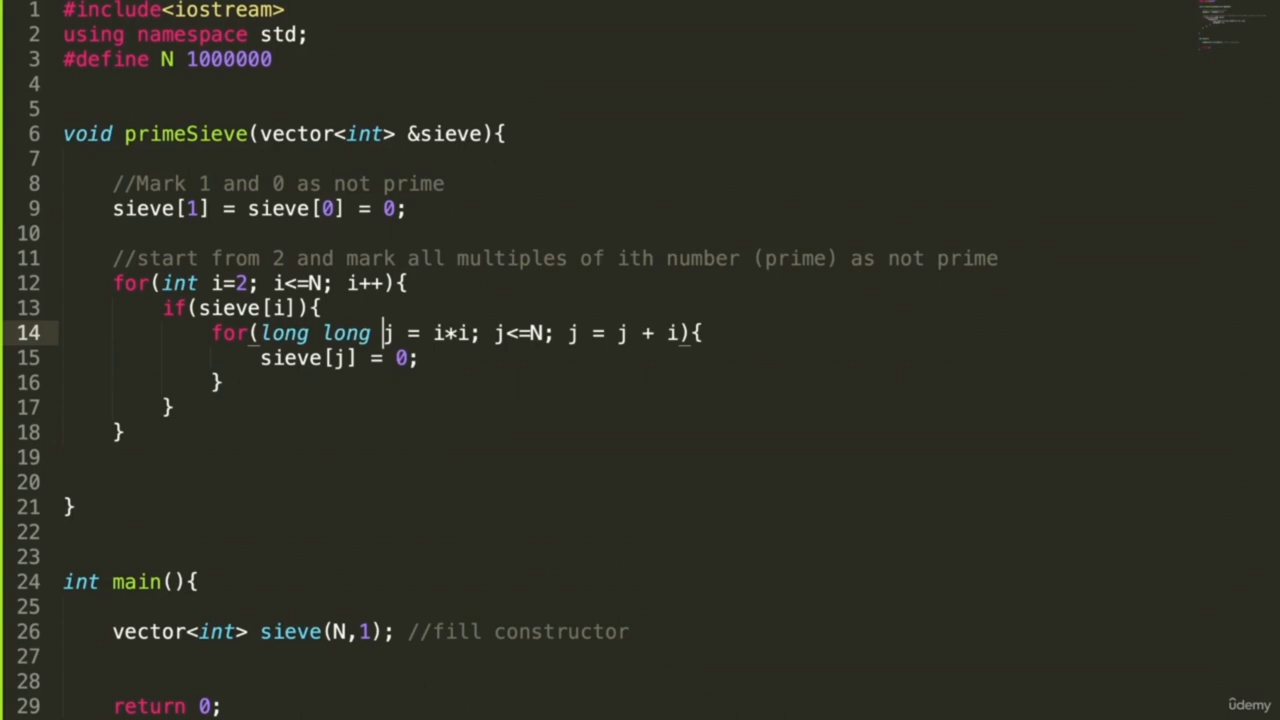 1 #include<iostream>
2 using namespace std;
3 #define N 1000000
4
5
6 void primeSieve(vector<int> &sieve){
7
8 //Mark 1 and 0 as not prime
9 sieve[1] = sieve[0] = 0;
10
11 //start from 2 and mark all multiples of ith number (prime) as not prime
12 for(int i=2; i<=N; i++){
13 if(sieve[i]){
14 for(long long j = i*i; j<=N; j = j + i){
15 sieve[j] = 0;
16 }
17 }
18 }
19
20
21 }
22
23
24 int main(){
25
26 vector<int> sieve(N,1); //fill constructor
27
28
29 return 0;
ûdemy